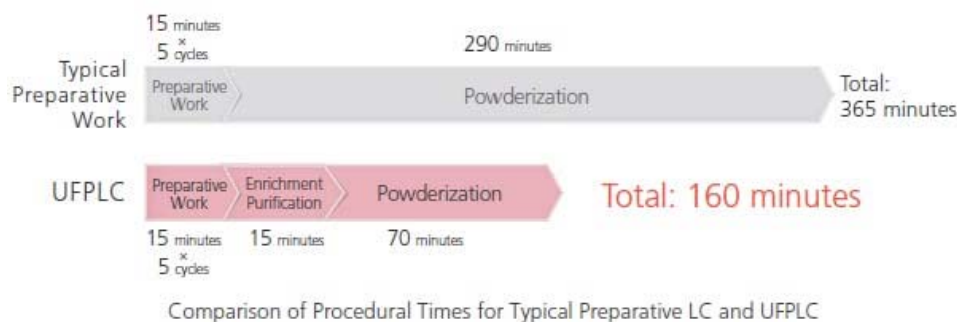 15 minutes
×
5 cycles
290 minutes
Typical
Preparative
Work
Preparative
Work
Powderization
Total:
365 minutes
UFPLC
Preparative
Work
Enrichment
Purification
Powderization
Total: 160 minutes
15 minutes
×
5 cycles
15 minutes
70 minutes
Comparison of Procedural Times for Typical Preparative LC and UFPLC